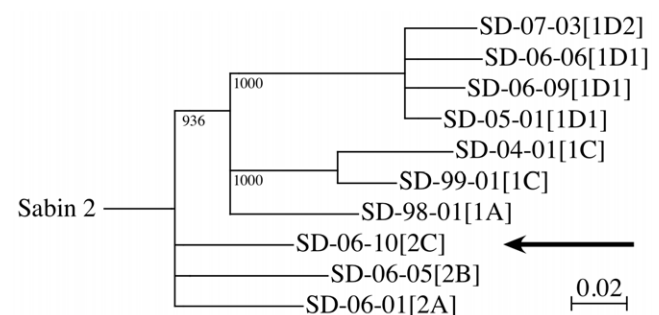 SD-07-03[1D2]
SD-06-06[1D1]
1000
SD-06-09[1D1]
SD-05-01[1D1]
936
SD-04-01[1C]
1000
SD-99-01[1C]
Sabin 2
SD-98-01[1A]
SD-06-10[2C]
SD-06-05[2B]
0.02
SD-06-01[2A]